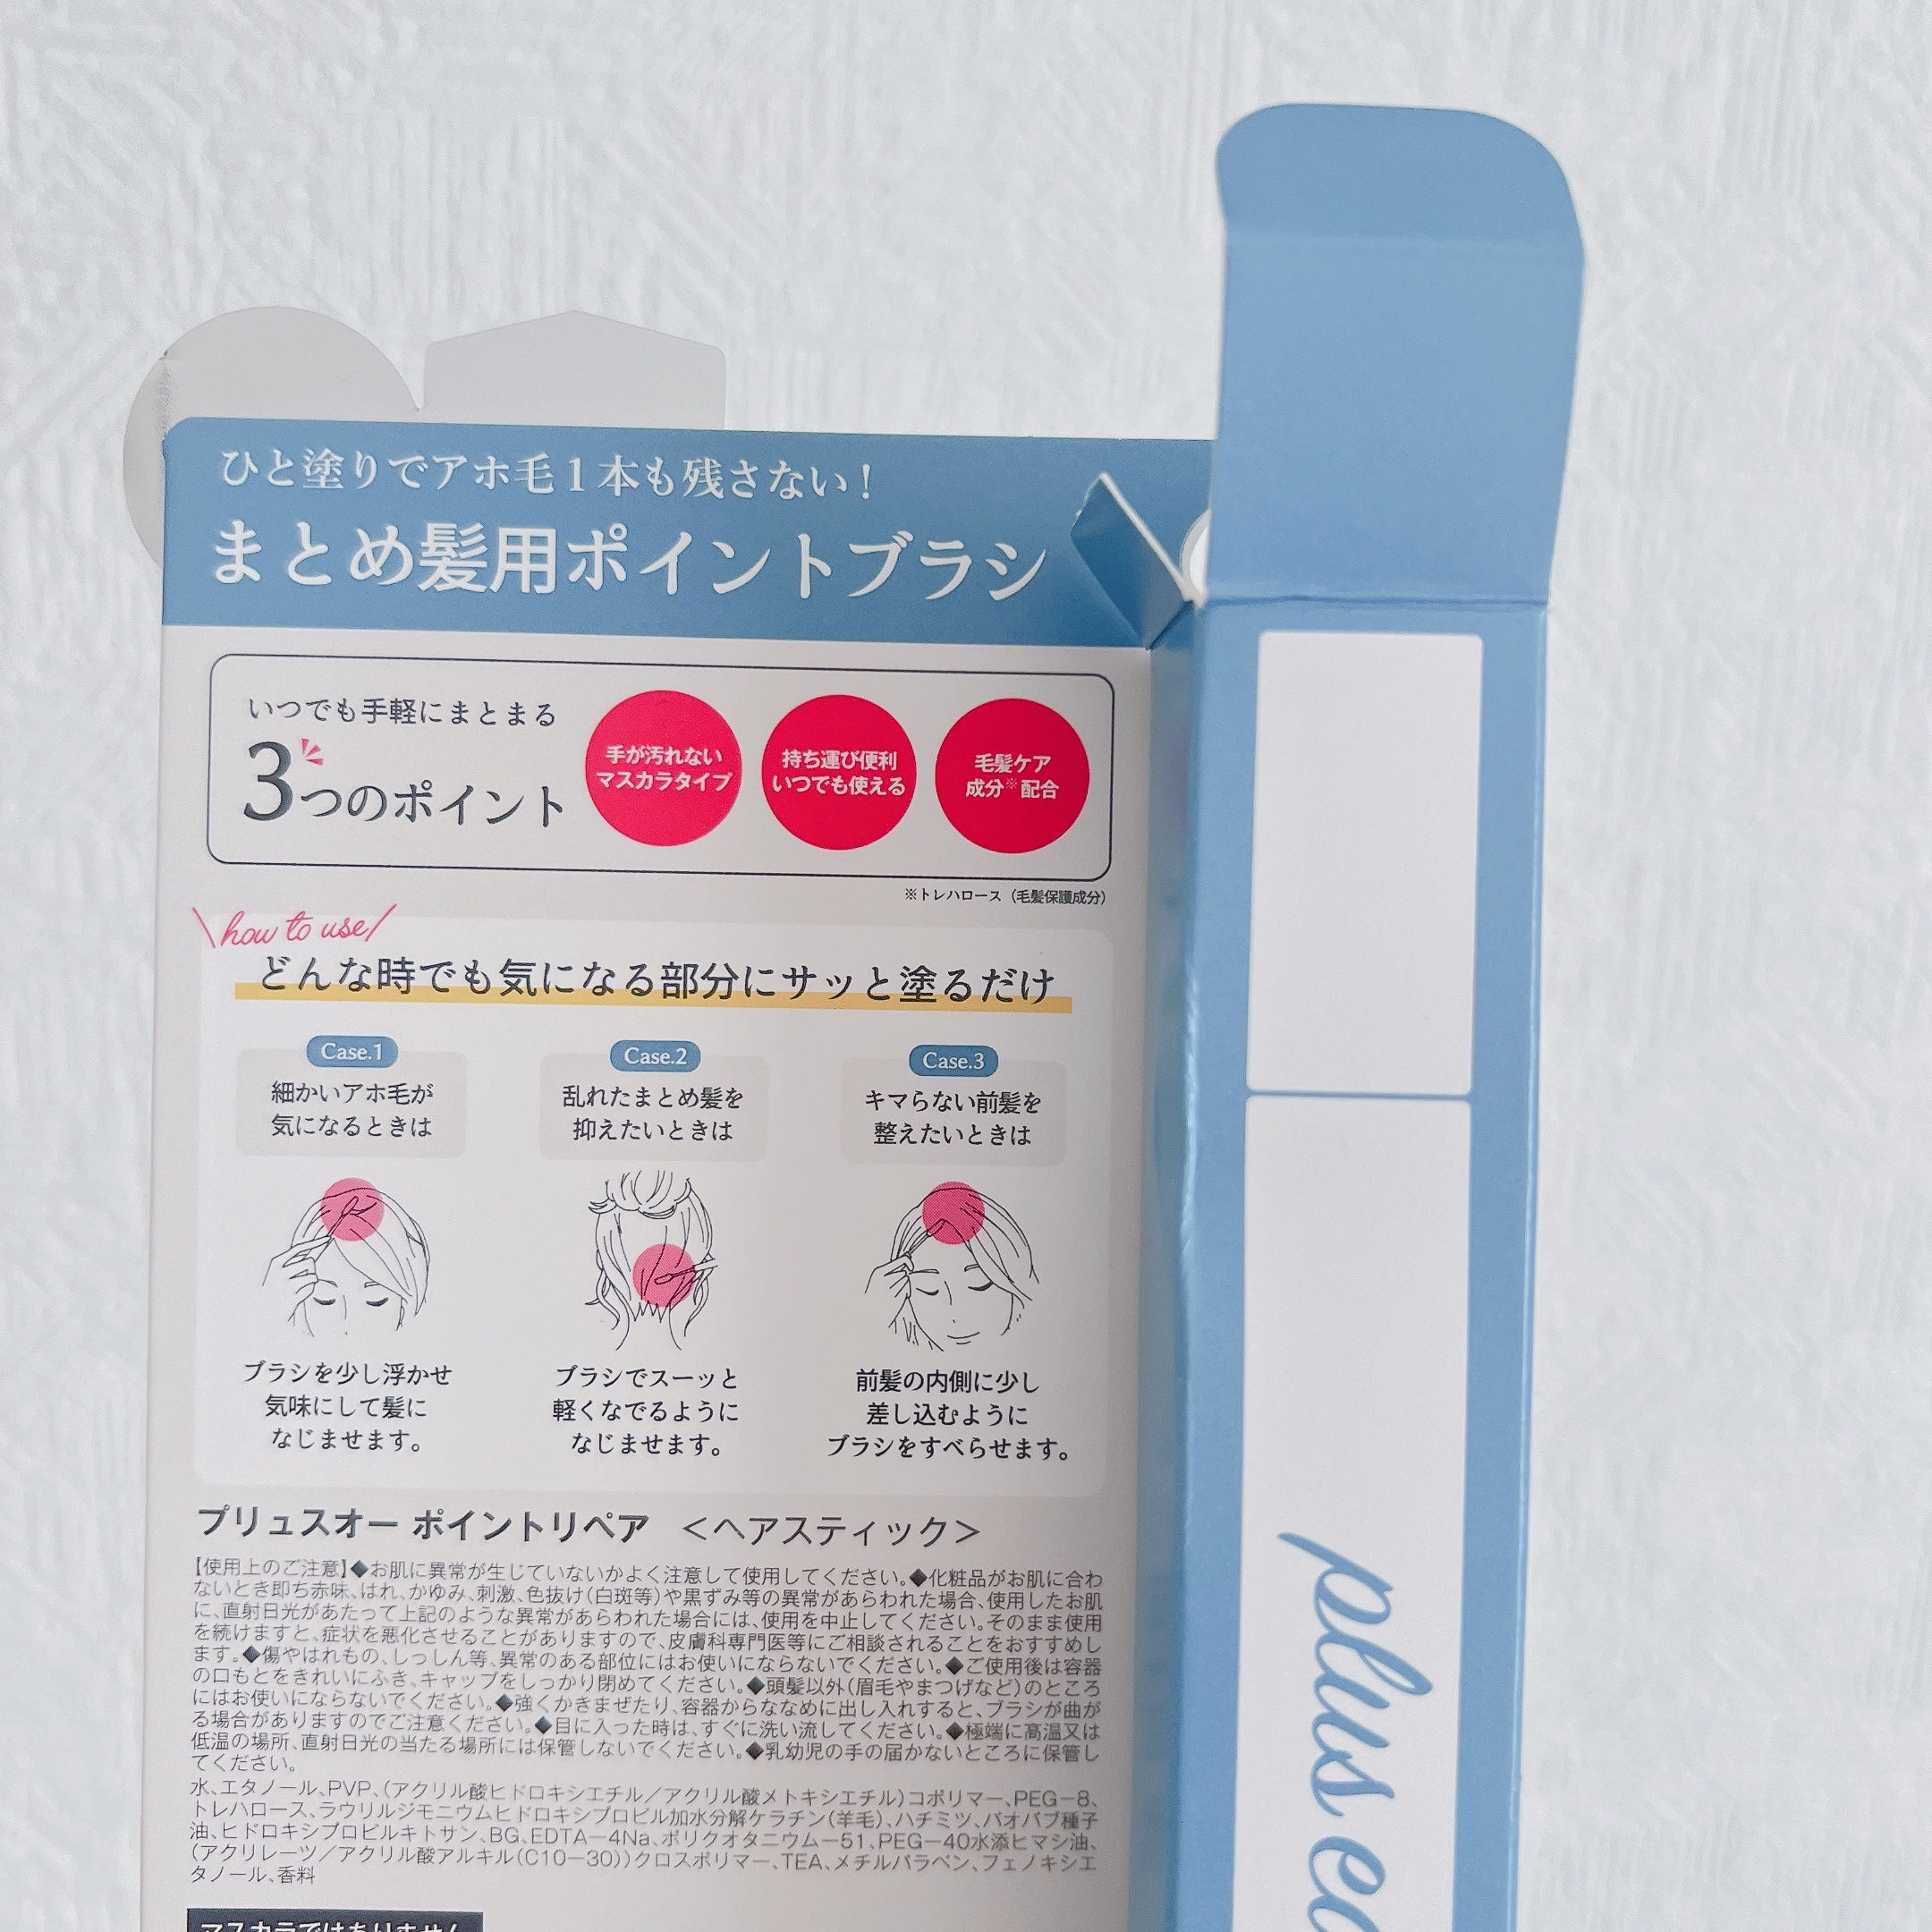 ひと塗りでアホ毛1本も残さない!
まとめ髪用ポイントブラシ
いつでも手軽にまとまる
3つのポイント
手が汚れない
マスカラタイプ
持ち運び便利
いつでも使える
毛髪ケア
成分※配合
※トレハロース(毛髪保護成分)
\how to use/
どんな時でも気になる部分にサッと塗るだけ
Case.1
細かいアホ毛が
気になるときは
ブラシを少し浮かせ
気味にして髪に
なじませます。
Case.2
乱れたまとめ髪を
抑えたいときは
ブラシでスーッと
軽くなでるように
なじませます。
Case.3
キマらない前髪を
整えたいときは
前髪の内側に少し
差し込むように
ブラシをすべらせます。
プリュスオー ポイントリペア <ヘアスティック>
【使用上のご注意】◆お肌に異常が生じていないかよく注意して使用してください。◆化粧品がお肌に合わ
ないとき即ち赤味、はれ、かゆみ、刺激、色抜け(白斑等)や黒ずみ等の異常があらわれた場合、使用したお肌
に、直射日光があたって上記のような異常があらわれた場合には、使用を中止してください。そのまま使用
を続けますと、症状を悪化させることがありますので、皮膚科専門医等にご相談されることをおすすめし
ます。◆傷やはれもの、しっしん等、異常のある部位にはお使いにならないでください。◆ご使用後は容器
の口もとをきれいにふき、キャップをしっかり閉めてください。◆頭髪以外(眉毛やまつげなど)のところ
にはお使いにならないでください。◆強くかきまぜたり、容器からななめに出し入れすると、ブラシが曲が
る場合がありますのでご注意ください。◆目に入った時は、すぐに洗い流してください。◆極端に高温又は
低温の場所、直射日光の当たる場所には保管しないでください。◆乳幼児の手の届かないところに保管し
てください。
水、エタノール、PVP、(アクリル酸ヒドロキシエチル/アクリル酸メトキシエチル)コポリマー、PEG-8、
トレハロース、ラウリルジモニウムヒドロキシプロピル加水分解ケラチン(羊毛)、ハチミツ、バオバブ種子
油、ヒドロキシプロピルキトサン、BG、EDTA-4Na、ポリクオタニウム-51、PEG-40水添ヒマシ油、
(アクリレーツ/アクリル酸アルキル(C10-30))クロスポリマー、TEA、メチルパラベン、フェノキシエ
タノール、香料
マスカラではありません
plus ea